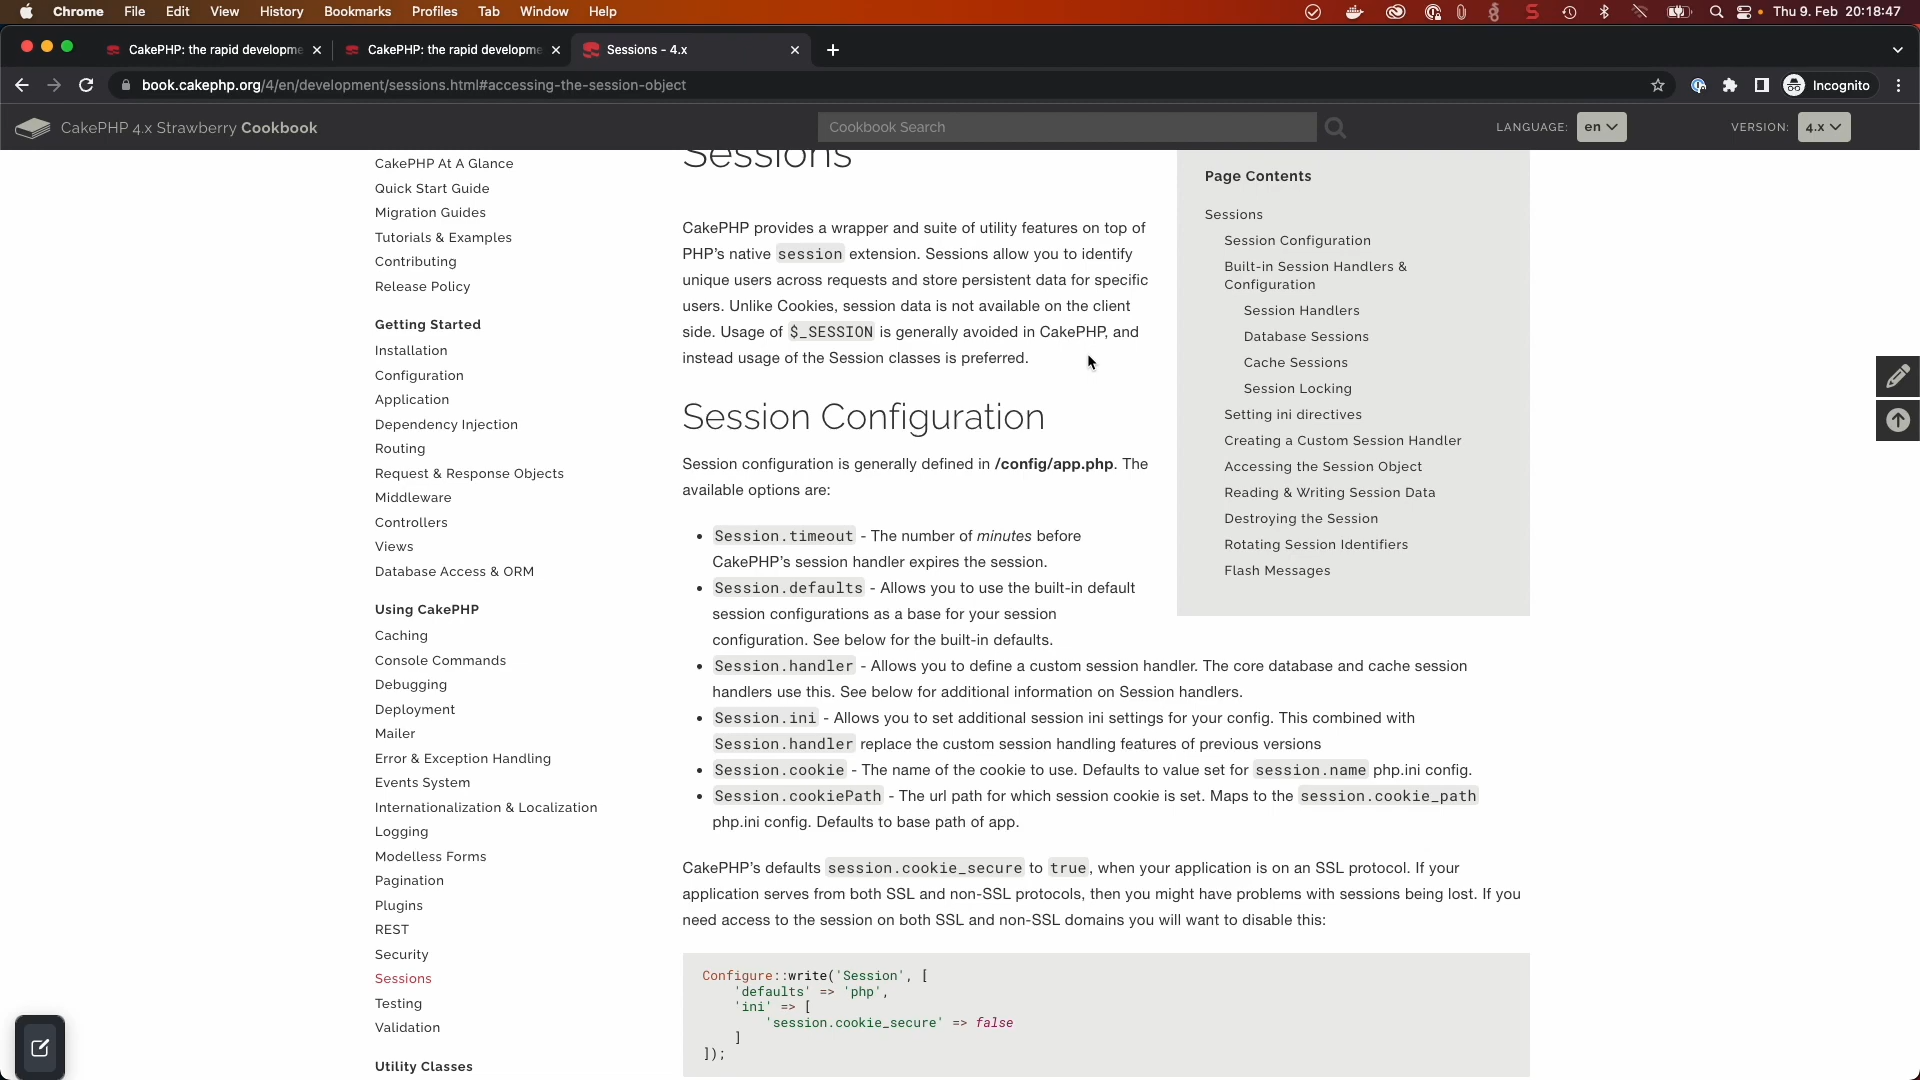 Chrome File Edit View History Bookmarks Profiles Tab Window Help Thu 9. Feb 20:18:47
CakePHP: the rapid developme CakePHP: the rapid developme Sessions - 4.x
book.cakephp.org/4/en/development/sessions.html#accessing-the-session-object Incognito
CakePHP 4.x Strawberry Cookbook Cookbook Search LANGUAGE: en VERSION: 4.x
CakePHP At A Glance
Quick Start Guide
Migration Guides
Tutorials & Examples
Contributing
Release Policy
Getting Started
Installation
Configuration
Application
Dependency Injection
Routing
Request & Response Objects
Middleware
Controllers
Views
Database Access & ORM
Using CakePHP
Caching
Console Commands
Debugging
Deployment
Mailer
Error & Exception Handling
Events System
Internationalization & Localization
Logging
Modelless Forms
Pagination
Plugins
REST
Security
Sessions
Testing
Validation
Utility Classes
Sessions
CakePHP provides a wrapper and suite of utility features on top of
PHP's native session extension. Sessions allow you to identify
unique users across requests and store persistent data for specific
users. Unlike Cookies, session data is not available on the client
side. Usage of $_SESSION is generally avoided in CakePHP, and
instead usage of the Session classes is preferred.
Session Configuration
Session configuration is generally defined in /config/app.php. The
available options are:
• Session.timeout - The number of minutes before
CakePHP's session handler expires the session.
• Session.defaults - Allows you to use the built-in default
session configurations as a base for your session
configuration. See below for the built-in defaults.
• Session.handler - Allows you to define a custom session handler. The core database and cache session
handlers use this. See below for additional information on Session handlers.
• Session.ini - Allows you to set additional session ini settings for your config. This combined with
Session.handler replace the custom session handling features of previous versions
• Session.cookie - The name of the cookie to use. Defaults to value set for session.name php.ini config.
• Session.cookiePath - The url path for which session cookie is set. Maps to the session.cookie_path
php.ini config. Defaults to base path of app.
CakePHP's defaults session.cookie_secure to true, when your application is on an SSL protocol. If your
application serves from both SSL and non-SSL protocols, then you might have problems with sessions being lost. If you
need access to the session on both SSL and non-SSL domains you will want to disable this:
Configure::write('Session', [
'defaults' => 'php',
'ini' => [
'session.cookie_secure' => false
]
]);
Page Contents
Sessions
Session Configuration
Built-in Session Handlers &
Configuration
Session Handlers
Database Sessions
Cache Sessions
Session Locking
Setting ini directives
Creating a Custom Session Handler
Accessing the Session Object
Reading & Writing Session Data
Destroying the Session
Rotating Session Identifiers
Flash Messages